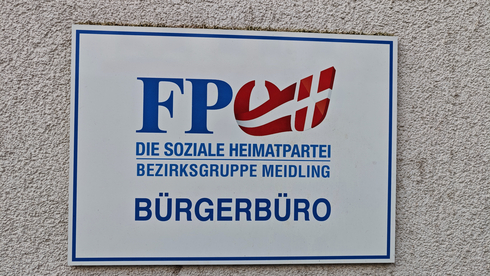 FPÖ
DIE SOZIALE HEIMATPARTEI
BEZIRKSGRUPPE MEIDLING
BÜRGERBÜRO